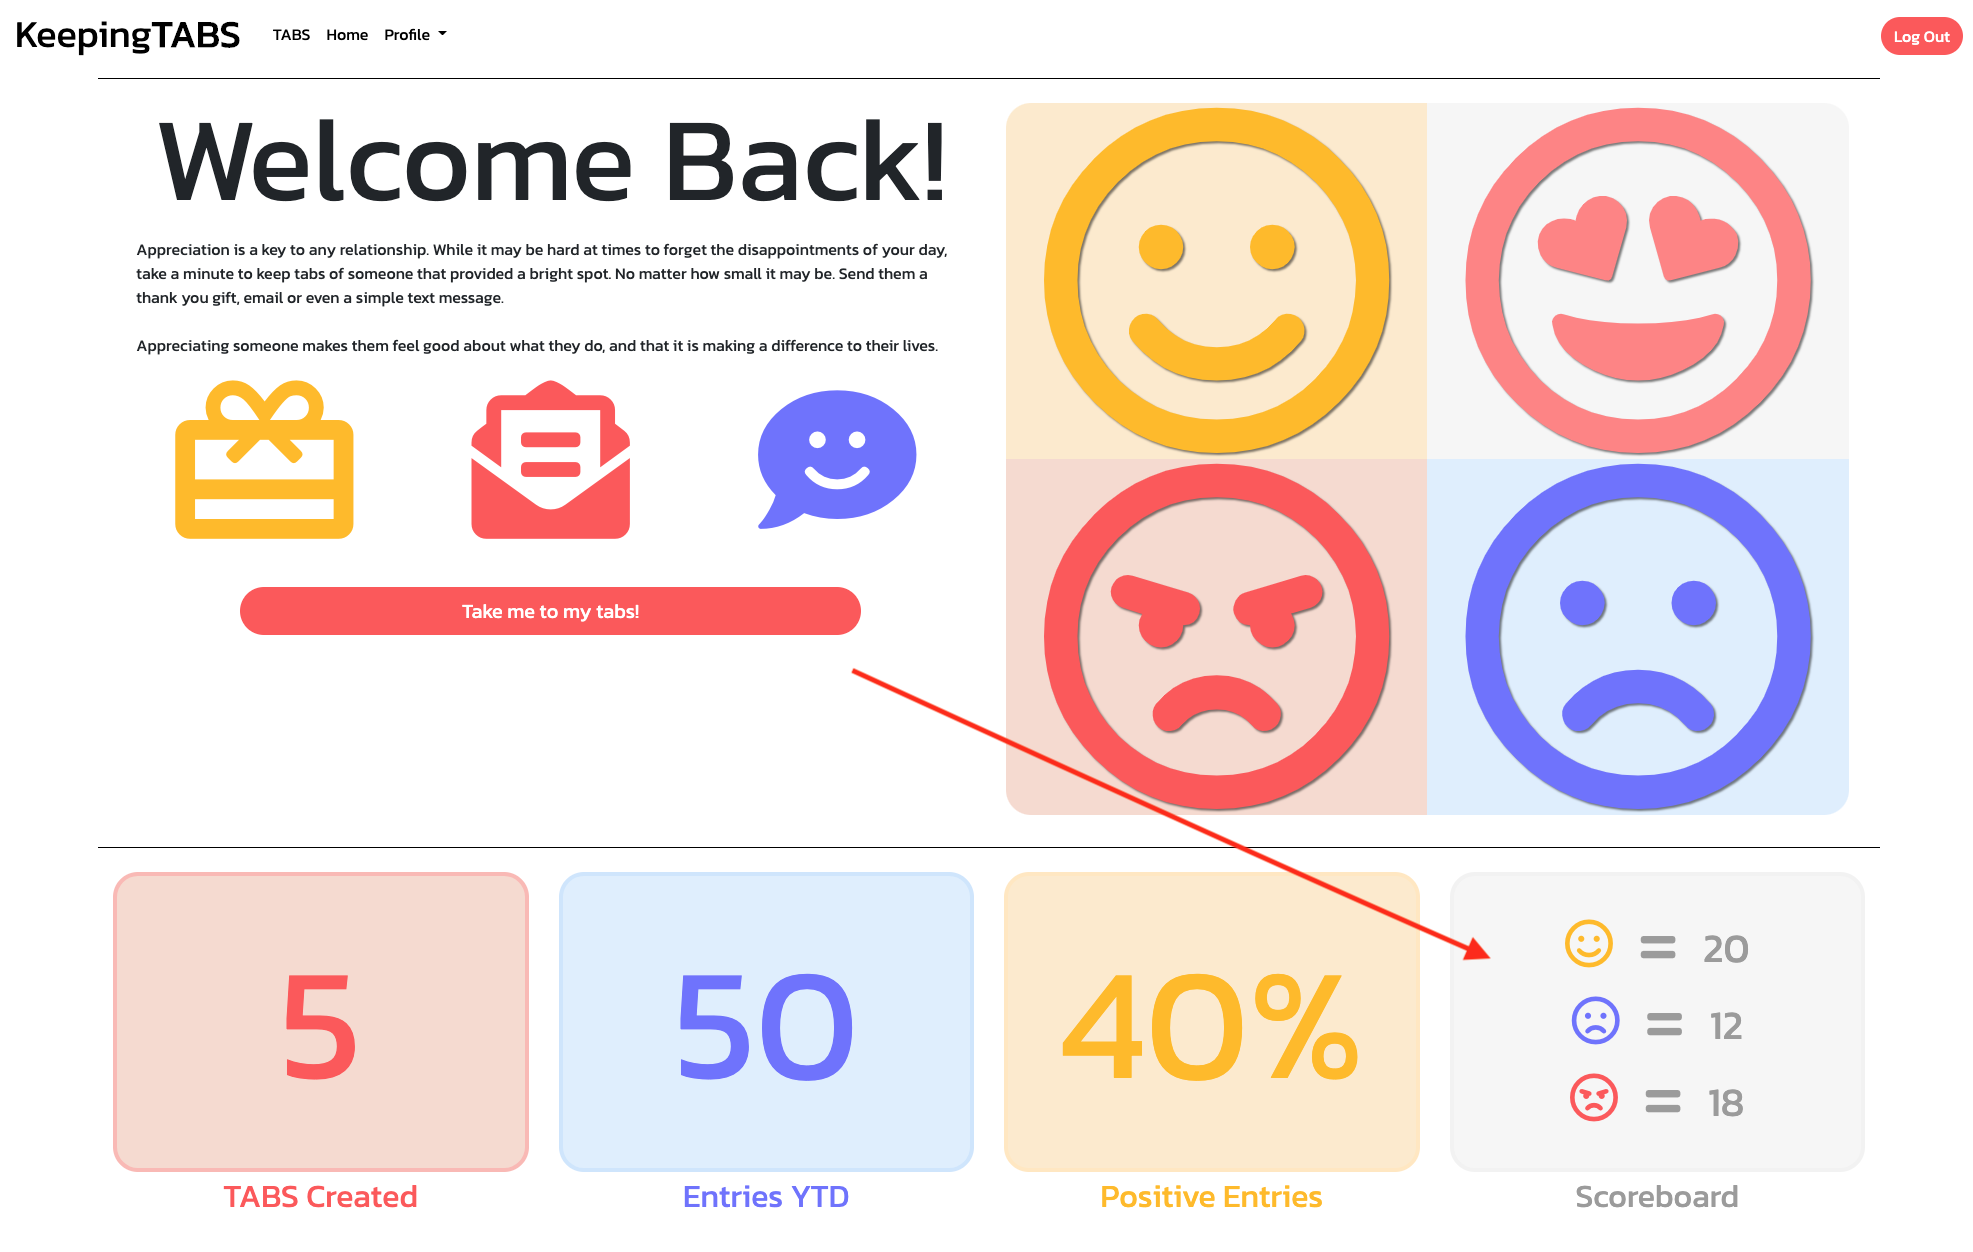 KeepingTABS
TABS
Home
Profile
Log Out
Welcome Back!
Appreciation is a key to any relationship. While it may be hard at times to forget the disappointments of your day,
take a minute to keep tabs of someone that provided a bright spot. No matter how small it may be. Send them a
thank you gift, email or even a simple text message.
Appreciating someone makes them feel good about what they do, and that it is making a difference to their lives.
Take me to my tabs!
5
TABS Created
50
Entries YTD
40%
Positive Entries
= 20
= 12
= 18
Scoreboard